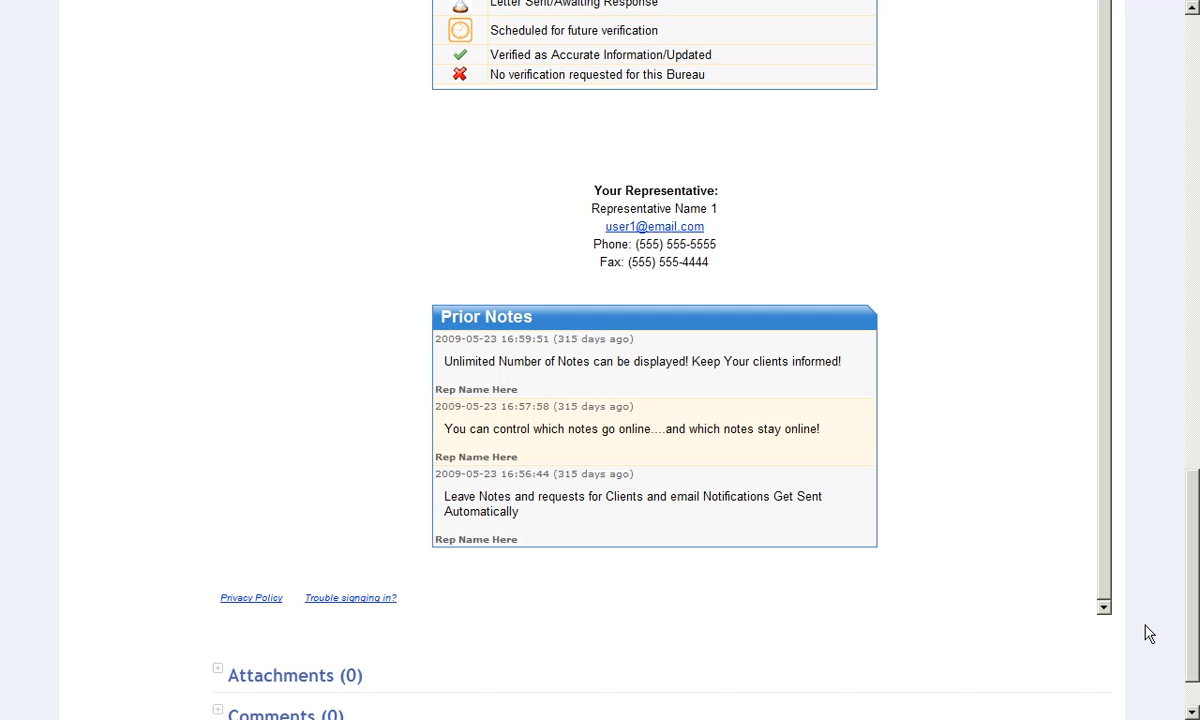 Letter Sent/Awaiting Response
Scheduled for future verification
Verified as Accurate Information/Updated
No verification requested for this Bureau
Your Representative:
Representative Name 1
user1@email.com
Phone: (555) 555-5555
Fax: (555) 555-4444
Prior Notes
2009-05-23 16:59:51 (315 days ago)
Unlimited Number of Notes can be displayed! Keep Your clients informed!
Rep Name Here
2009-05-23 16:57:58 (315 days ago)
You can control which notes go online....and which notes stay online!
Rep Name Here
2009-05-23 16:56:44 (315 days ago)
Leave Notes and requests for Clients and email Notifications Get Sent
Automatically
Rep Name Here
Privacy Policy Trouble signging in?
Attachments (0)
Comments (0)